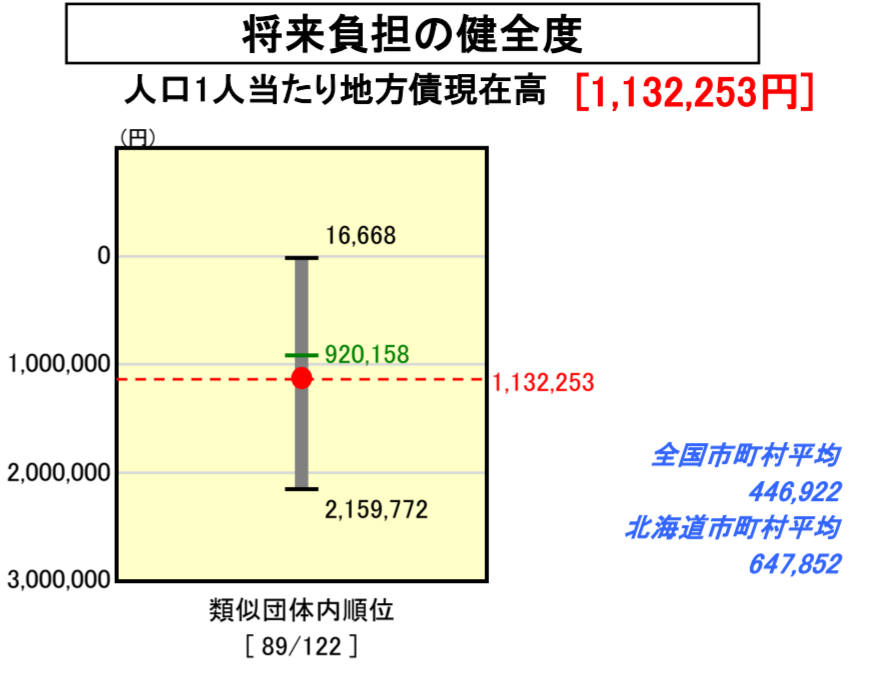 将来負担の健全度
人口1人当たり地方債現在高 [1,132,253円]
(円)
16,668
0
920,158
1,000,000
1,132,253
全国市町村平均
2,000,000
446,922
2,159,772
北海道市町村平均
647,852
3,000,000
類似団体内順位
[ 89/122 ]